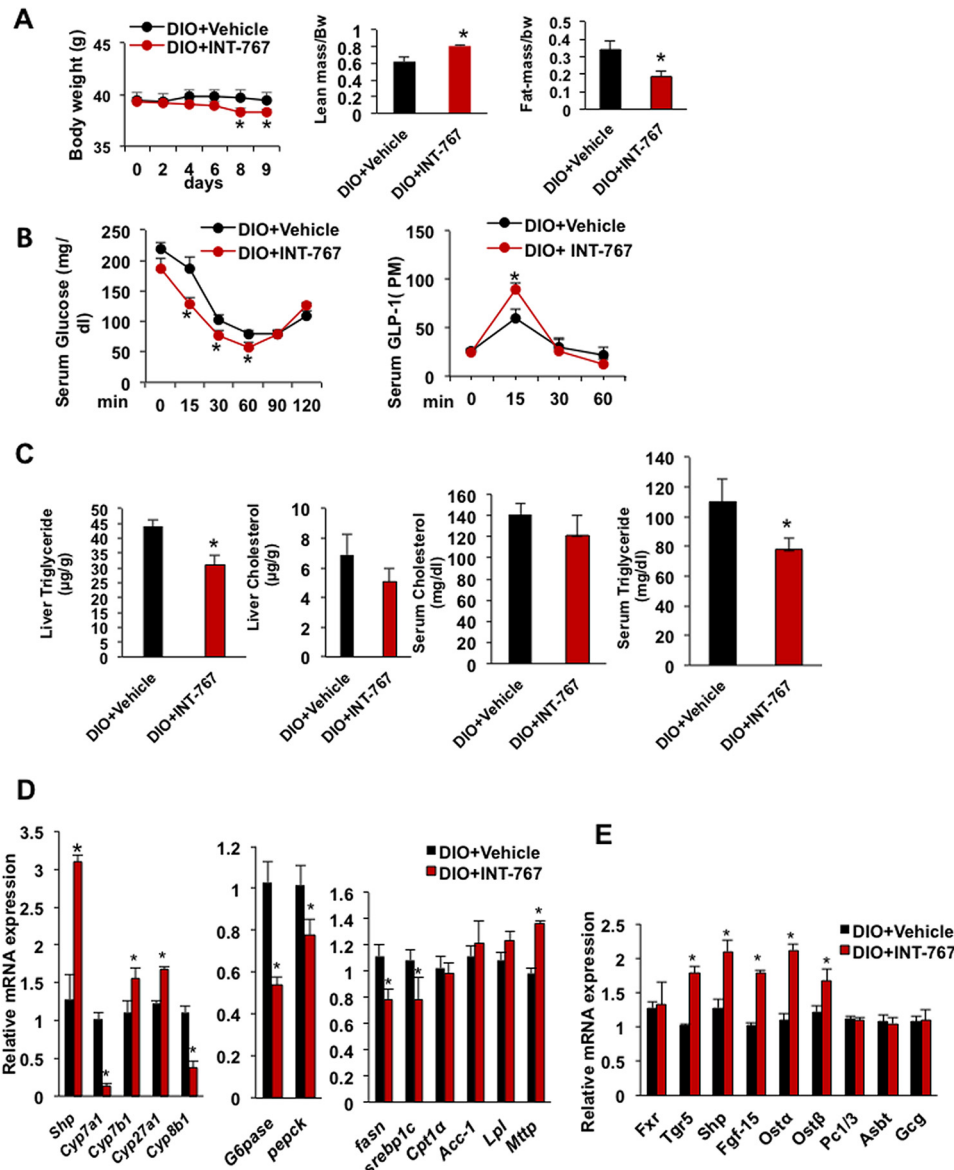 A
DIO+Vehicle
DIO+INT-767
Body weight (g)
45
40
35
0 2 4 6 8 9
days
* *
Lean mass/Bw
1
0.8
0.6
0.4
0.2
0
*
DIO+Vehicle
DIO+INT-767
Fat-mass/bw
0.5
0.4
0.3
0.2
0.1
0
*
DIO+Vehicle
DIO+INT-767
B
DIO+Vehicle
DIO+INT-767
Serum Glucose (mg/
dl)
250
200
150
100
50
0
* * *
min 0 15 30 60 90 120
DIO+Vehicle
DIO+ INT-767
Serum GLP-1( PM)
150
100
50
0
*
min 0 15 30 60
C
Liver Triglyceride
(µg/g)
50
45
40
35
30
25
20
15
10
5
0
*
DIO+Vehicle
DIO+INT-767
Liver Cholesterol
(µg/g)
10
8
6
4
2
0
DIO+Vehicle
DIO+INT-767
Serum Cholesterol
(mg/dl)
160
140
120
100
80
60
40
20
0
DIO+Vehicle
DIO+INT-767
Serum Triglyceride
(mg/dl)
140
120
100
80
60
40
20
0
*
DIO+Vehicle
DIO+INT-767
D
Relative mRNA expression
3.5
3
2.5
2
1.5
1
0.5
0
* * * * *
Shp Cyp7a1 Cyp7b1 Cyp27a1 Cyp8b1
1.2
1
0.8
0.6
0.4
0.2
0
* *
G6pase pepck
DIO+Vehicle
DIO+INT-767
1.6
1.4
1.2
1.0
0.8
0.6
0.4
0.2
0
* * *
fasn srebp1c Cpt1α Acc-1 Lpl Mttp
E
Relative mRNA expression
DIO+Vehicle
DIO+INT-767
2.5
2
1.5
1
0.5
0
* * * * *
Fxr Tgr5 Shp Fgf-15 Ostα Ostβ Pc1/3 Asbt Gcg